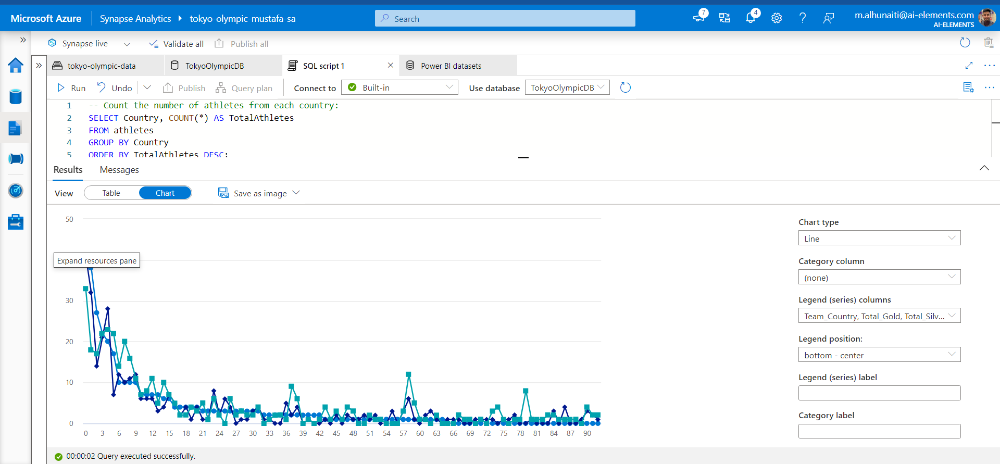 Microsoft Azure
Synapse Analytics
tokyo-olympic-mustafa-sa
Search
7
4
m.alhunaiti@ai-elements.com
AI-ELEMENTS
Synapse live
Validate all
Publish all
tokyo-olympic-data
TokyoOlympicDB
SQL script 1
Power BI datasets
Run
Undo
Publish
Query plan
Connect to
Built-in
Use database
TokyoOlympicDB
1 -- Count the number of athletes from each country:
2 SELECT Country, COUNT(*) AS TotalAthletes
3 FROM athletes
4 GROUP BY Country
5 ORDER BY TotalAthletes DESC;
Results
Messages
View
Table
Chart
Save as image
50
Expand resources pane
30
20
10
0
0 3 6 9 12 15 18 21 24 27 30 33 36 39 42 45 48 51 54 57 60 63 66 69 72 75 78 81 84 87 90
Chart type
Line
Category column
(none)
Legend (series) columns
Team_Country, Total_Gold, Total_Silv...
Legend position:
bottom - center
Legend (series) label
Category label
00:00:02 Query executed successfully.